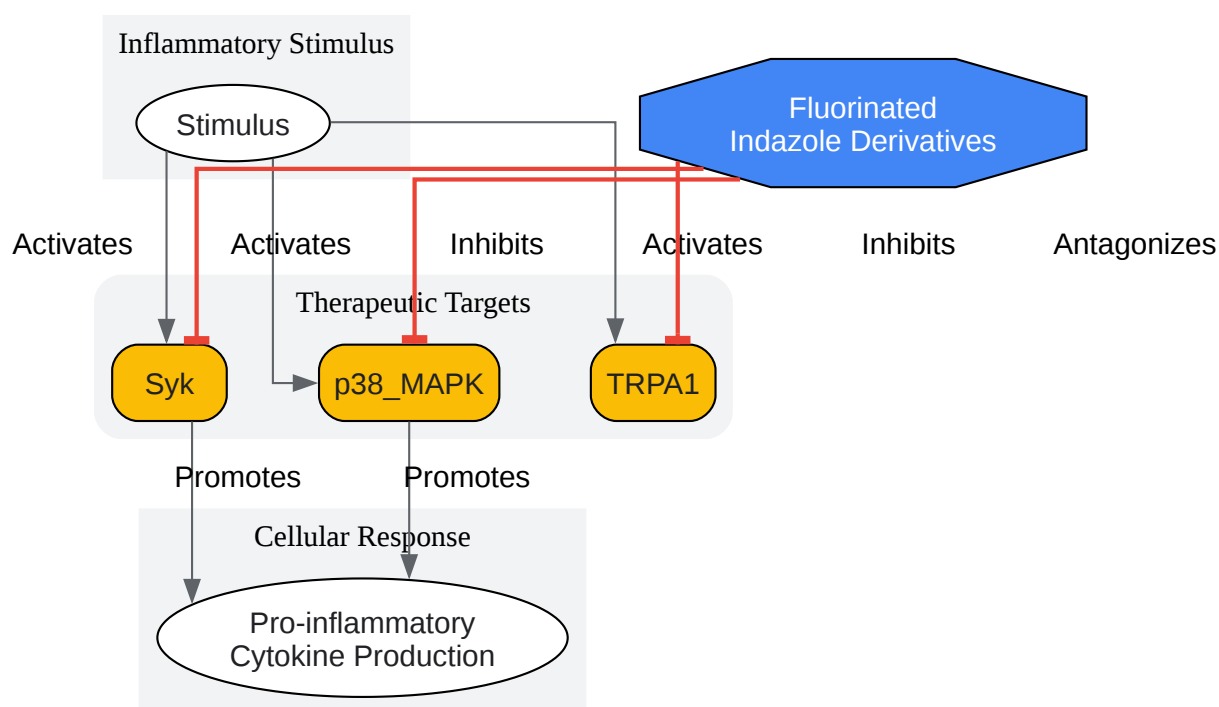 Inflammatory Stimulus
Stimulus
Fluorinated
Indazole Derivatives
Activates
Activates
Inhibits
Activates
Inhibits
Antagonizes
Therapeutic Targets
Syk
p38_MAPK
TRPA1
Promotes
Promotes
Cellular Response
Pro-inflammatory
Cytokine Production